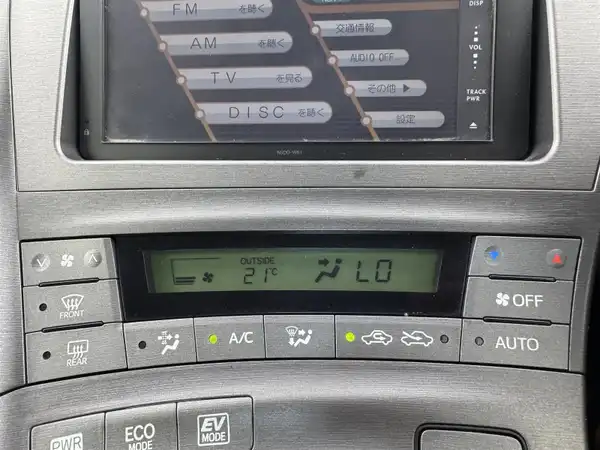 DISP
FM を聴く
交通情報
AM を聴く
VOL
AUDIO OFF
TV を見る
その他 ▶
DISC を聴く
設定
TRACK
PWR
OUTSIDE
21℃
LO
FRONT
OFF
REAR
A/C
AUTO
PWR
ECO
MODE
EV
MODE